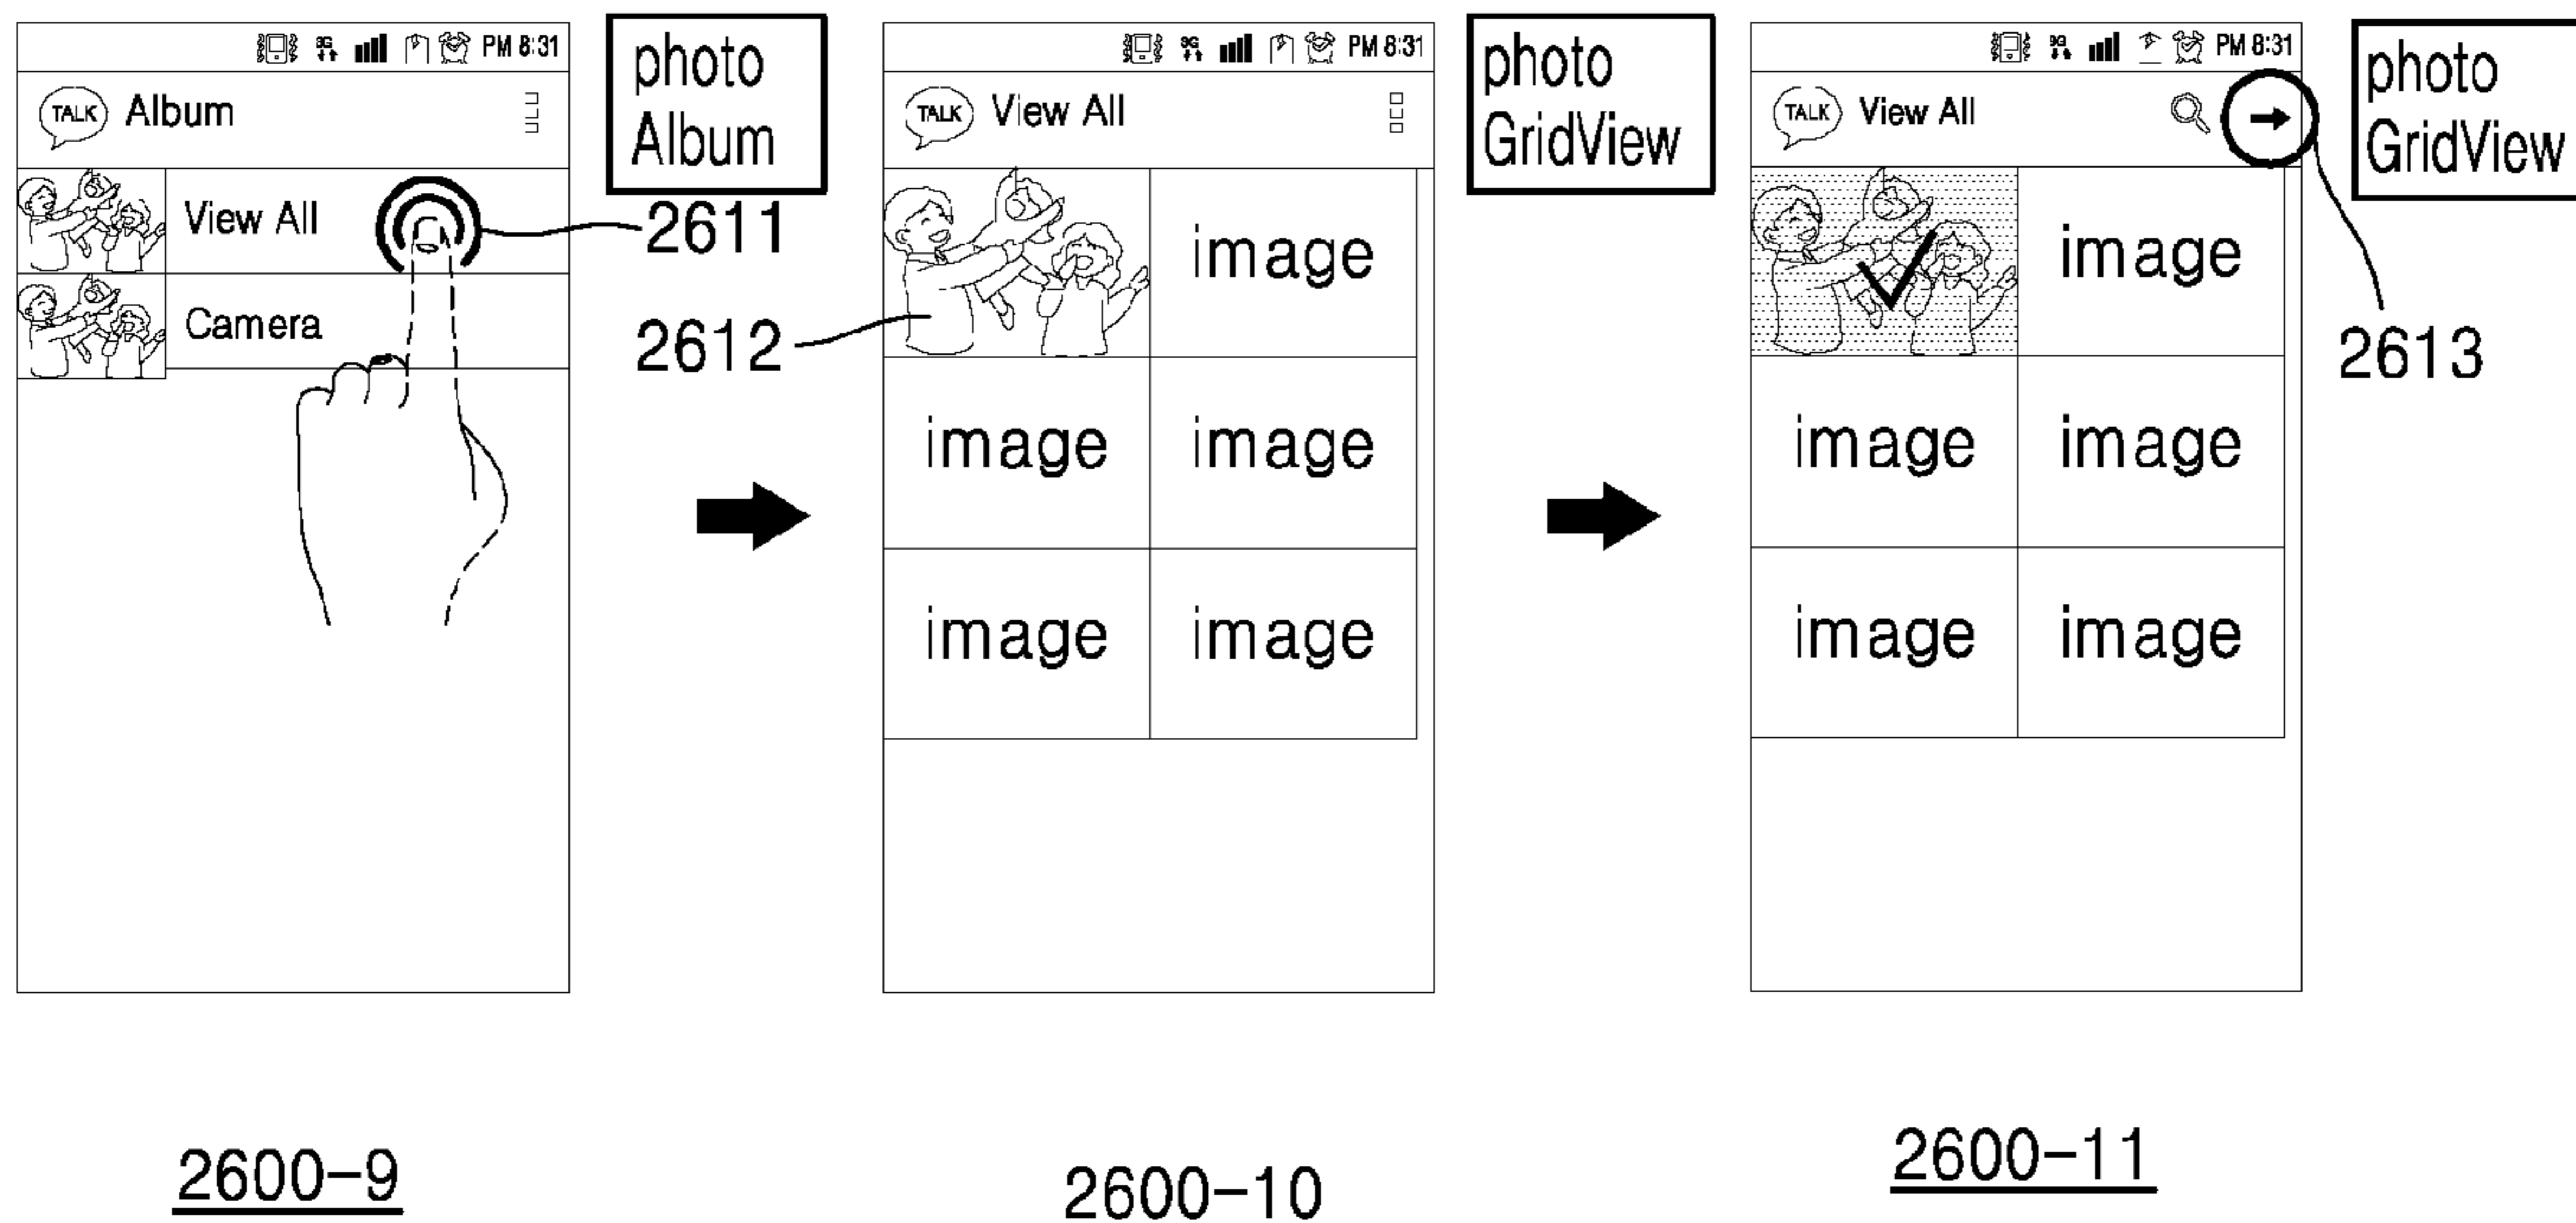 PM 8:31
TALK Album
View All
Camera
photo
Album
2611
2612
3G PM 8:31
TALK View All
image
image image
image image
photo
GridView
3G PM 8:31
TALK View All
image
image image
image image
photo
GridView
2613
2600-9
2600-10
2600-11